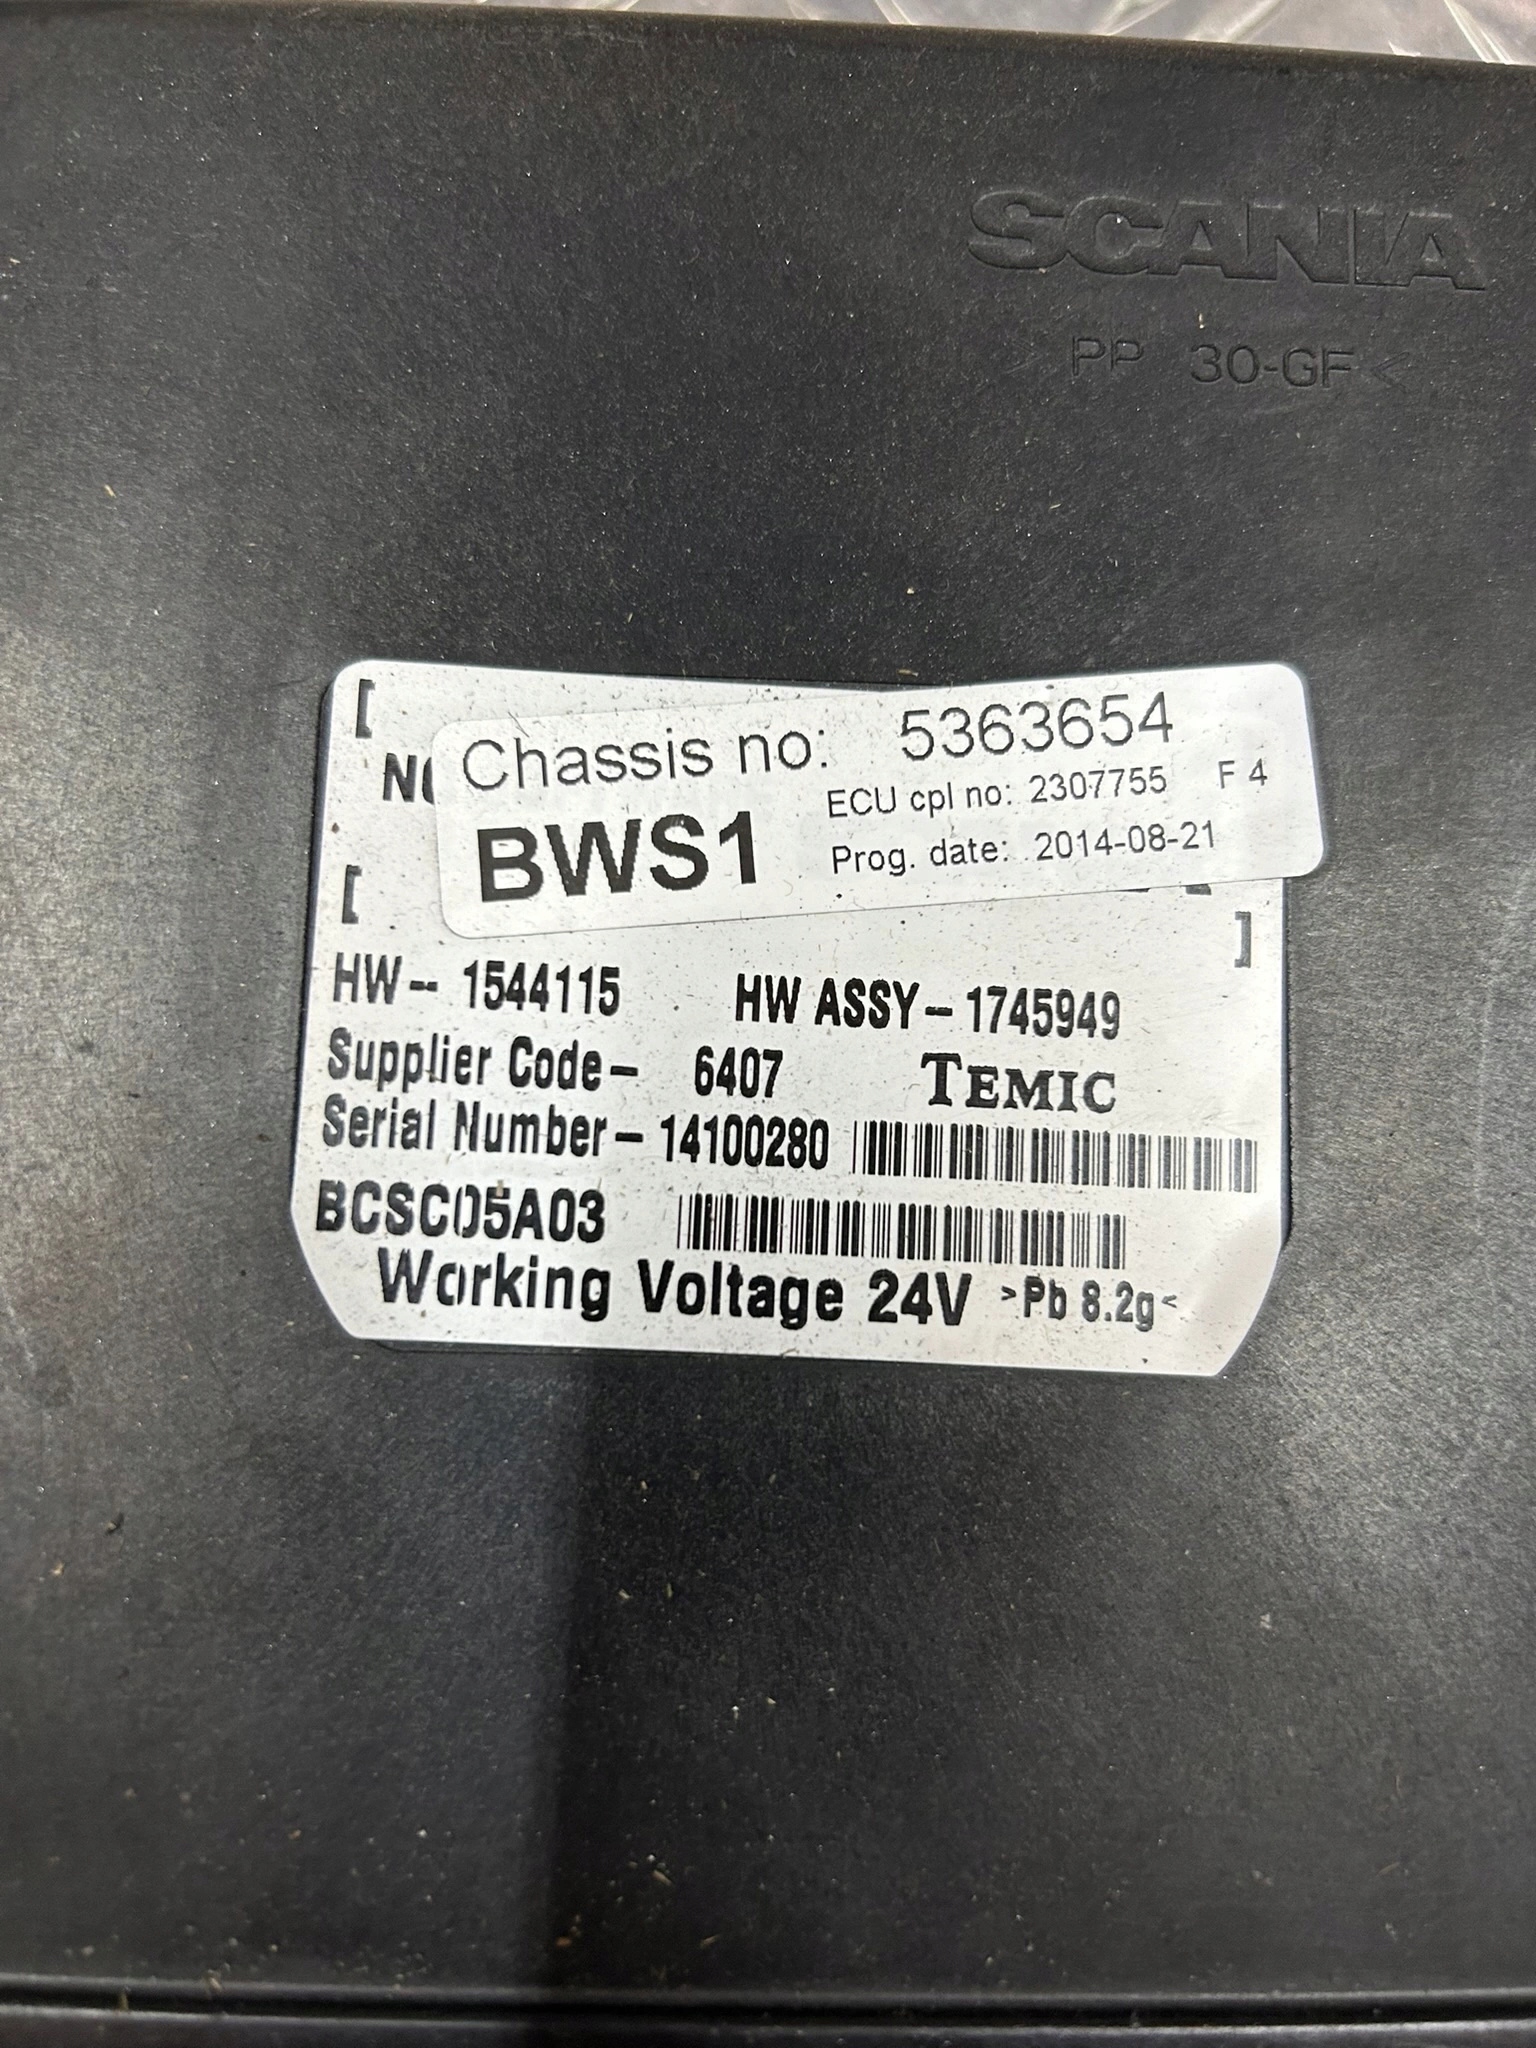 SCANIA
> PP 30-GF <
[
Chassis no: 5363654
ECU cpl no: 2307755 F 4
BWS1
Prog. date: 2014-08-21
[
]
HW-- 1544115 HW ASSY - 1745949
Supplier Code - 6407 TEMIC
Serial Number - 14100280
BCSC05A03
Working Voltage 24V >Pb 8.2g<